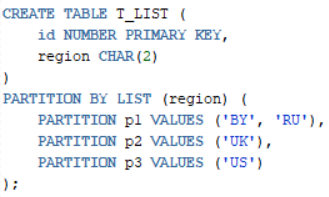 CREATE TABLE T_LIST (
    id NUMBER PRIMARY KEY,
    region CHAR(2)
)
PARTITION BY LIST (region) (
    PARTITION p1 VALUES ('BY', 'RU'),
    PARTITION p2 VALUES ('UK'),
    PARTITION p3 VALUES ('US')
);